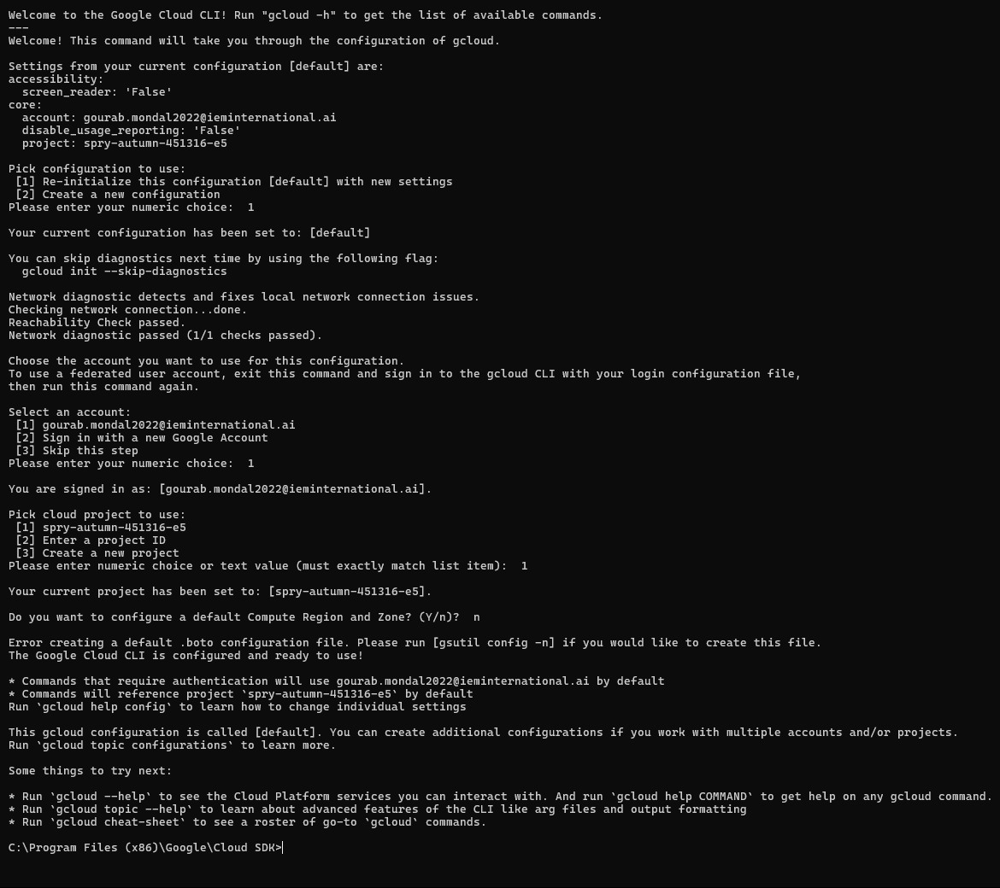 Welcome to the Google Cloud CLI! Run "gcloud -h" to get the list of available commands.
---
Welcome! This command will take you through the configuration of gcloud.
Settings from your current configuration [default] are:
accessibility:
  screen_reader: 'False'
core:
  account: gourab.mondal2022@ieminternational.ai
  disable_usage_reporting: 'False'
  project: spry-autumn-451316-e5
Pick configuration to use:
 [1] Re-initialize this configuration [default] with new settings
 [2] Create a new configuration
Please enter your numeric choice:  1
Your current configuration has been set to: [default]
You can skip diagnostics next time by using the following flag:
  gcloud init --skip-diagnostics
Network diagnostic detects and fixes local network connection issues.
Checking network connection...done.
Reachability Check passed.
Network diagnostic passed (1/1 checks passed).
Choose the account you want to use for this configuration.
To use a federated user account, exit this command and sign in to the gcloud CLI with your login configuration file,
then run this command again.
Select an account:
 [1] gourab.mondal2022@ieminternational.ai
 [2] Sign in with a new Google Account
 [3] Skip this step
Please enter your numeric choice:  1
You are signed in as: [gourab.mondal2022@ieminternational.ai].
Pick cloud project to use:
 [1] spry-autumn-451316-e5
 [2] Enter a project ID
 [3] Create a new project
Please enter numeric choice or text value (must exactly match list item):  1
Your current project has been set to: [spry-autumn-451316-e5].
Do you want to configure a default Compute Region and Zone? (Y/n)?  n
Error creating a default .boto configuration file. Please run [gsutil config -n] if you would like to create this file.
The Google Cloud CLI is configured and ready to use!
* Commands that require authentication will use gourab.mondal2022@ieminternational.ai by default
* Commands will reference project `spry-autumn-451316-e5` by default
Run `gcloud help config` to learn how to change individual settings
This gcloud configuration is called [default]. You can create additional configurations if you work with multiple accounts and/or projects.
Run `gcloud topic configurations` to learn more.
Some things to try next:
* Run `gcloud --help` to see the Cloud Platform services you can interact with. And run `gcloud help COMMAND` to get help on any gcloud command.
* Run `gcloud topic --help` to learn about advanced features of the CLI like arg files and output formatting
* Run `gcloud cheat-sheet` to see a roster of go-to `gcloud` commands.
C:\Program Files (x86)\Google\Cloud SDK>